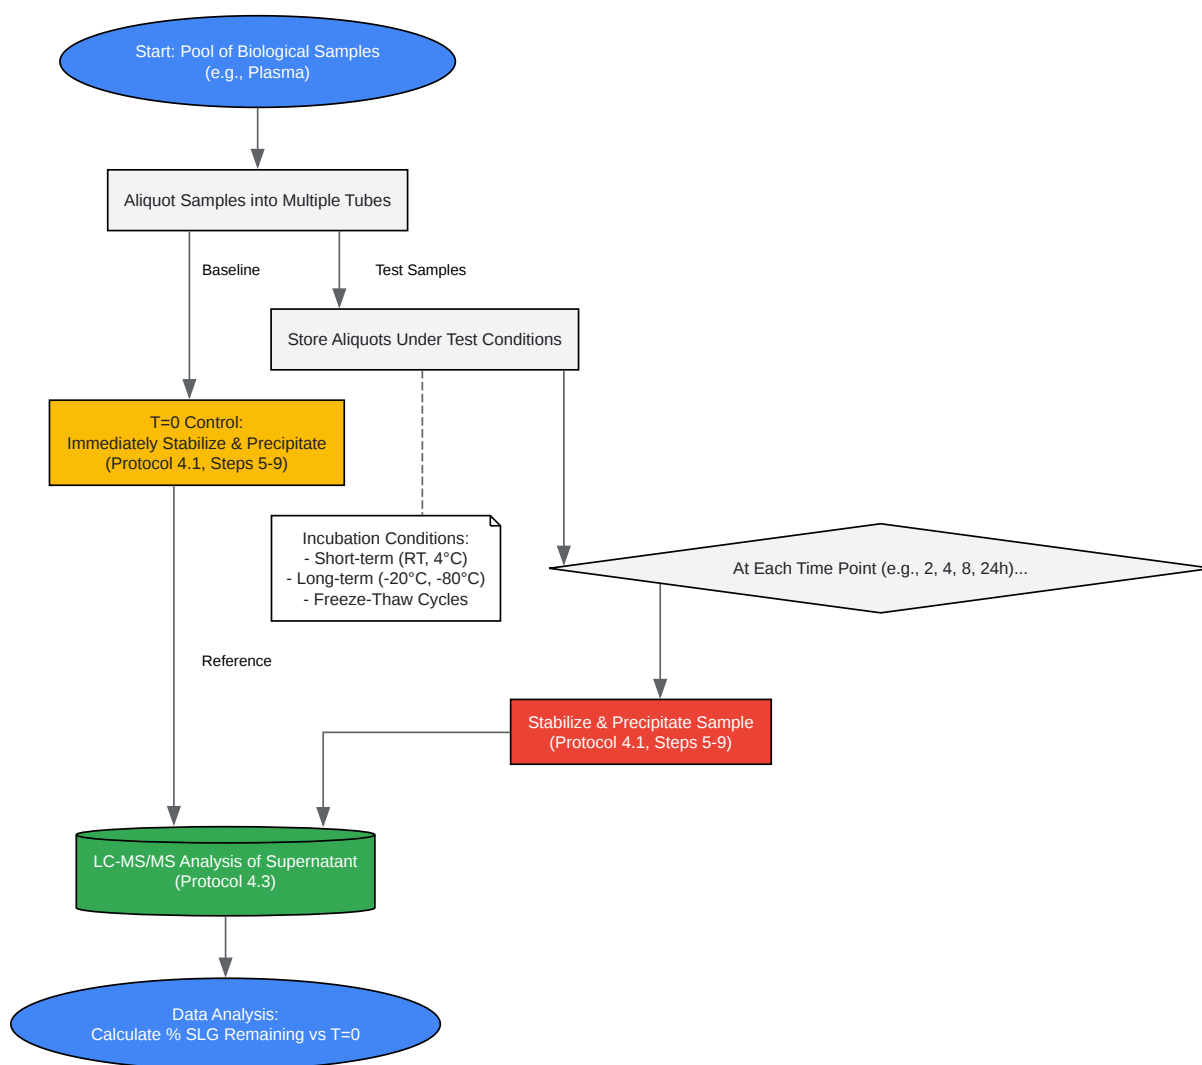 Start: Pool of Biological Samples
(e.g., Plasma)
Aliquot Samples into Multiple Tubes
Baseline
Test Samples
Store Aliquots Under Test Conditions
T=0 Control:
Immediately Stabilize & Precipitate
(Protocol 4.1, Steps 5-9)
Incubation Conditions:
- Short-term (RT, 4°C)
- Long-term (-20°C, -80°C)
- Freeze-Thaw Cycles
At Each Time Point (e.g., 2, 4, 8, 24h)...
Reference
Stabilize & Precipitate Sample
(Protocol 4.1, Steps 5-9)
LC-MS/MS Analysis of Supernatant
(Protocol 4.3)
Data Analysis:
Calculate % SLG Remaining vs T=0